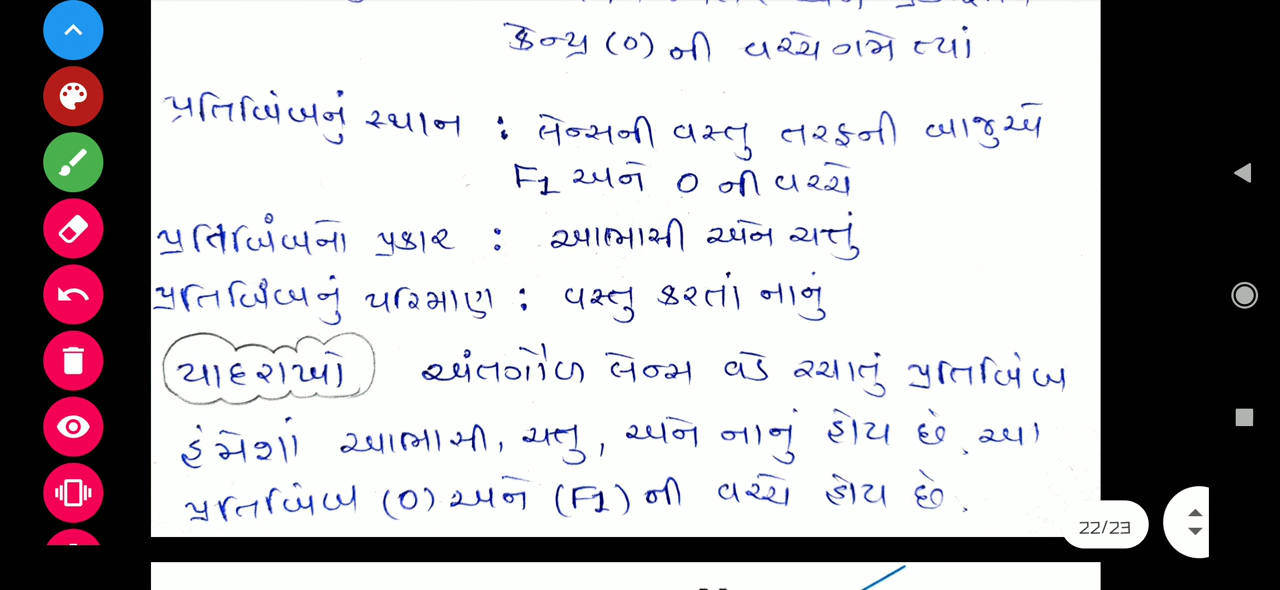 કેન્દ્ર (O) ની વચ્ચે ગમે ત્યાં
પ્રતિબિંબનું સ્થાન : લેન્સની વસ્તુ તરફની બાજુએ
F1 અને O ની વચ્ચે
પ્રતિબિંબનો પ્રકાર : આભાસી અને ચત્તું
પ્રતિબિંબનું પરિમાણ : વસ્તુ કરતાં નાનું
યાદરાખો અંતર્ગોળ લેન્સ વડે રચાતું પ્રતિબિંબ
હંમેશાં આભાસી, ચત્તુ, અને નાનું હોય છે. આ
પ્રતિબિંબ (O) અને (F1) ની વચ્ચે હોય છે.
22/23